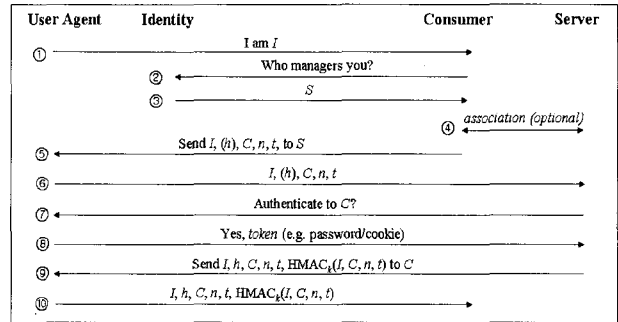 User Agent Identity Consumer Server
① I am I
Who managers you?
②
③ S
④ association (optional)
Send I, (h), C, n, t, to S
⑤
⑥ I, (h), C, n, t
Authenticate to C?
⑦
⑧ Yes, token (e.g. password/cookie)
Send I, h, C, n, t, HMACk(I, C, n, t) to C
⑨
⑩ I, h, C, n, t, HMACk(I, C, n, t)